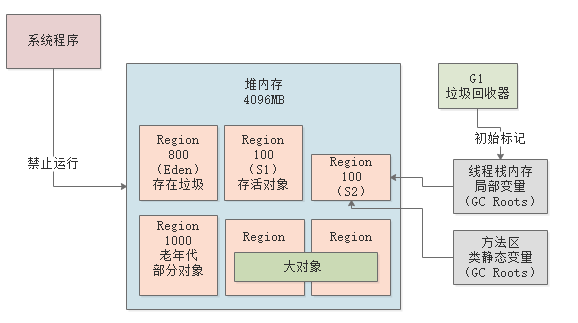 系统程序
禁止运行
堆内存
4096MB
Region
800
（Eden）
存在垃圾
Region
100
（S1）
存活对象
Region
100
（S2）
Region
1000
老年代
部分对象
Region
Region
大对象
G1
垃圾回收器
初始标记
线程栈内存
局部变量
（GC Roots）
方法区
类静态变量
（GC Roots）